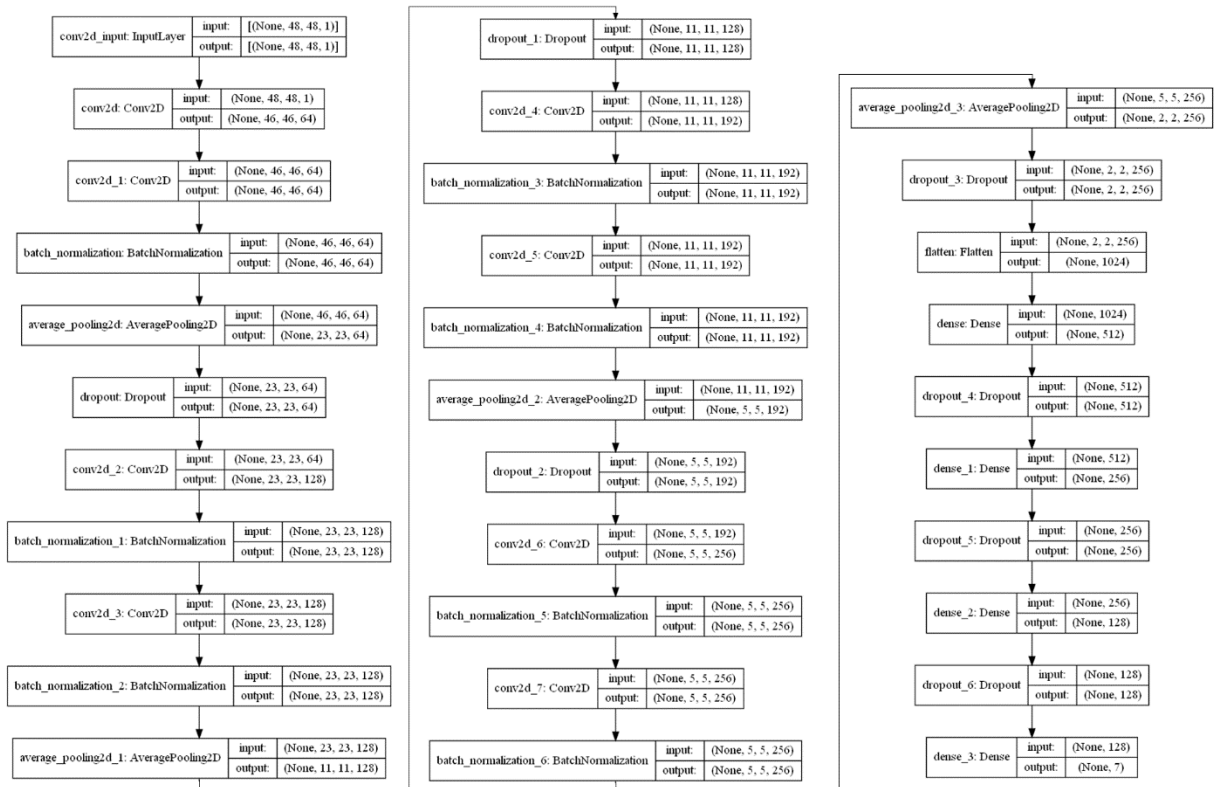 conv2d_input: InputLayer
input: [(None, 48, 48, 1)]
output: [(None, 48, 48, 1)]
conv2d: Conv2D
input: (None, 48, 48, 1)
output: (None, 46, 46, 64)
conv2d_1: Conv2D
input: (None, 46, 46, 64)
output: (None, 46, 46, 64)
batch_normalization: BatchNormalization
input: (None, 46, 46, 64)
output: (None, 46, 46, 64)
average_pooling2d: AveragePooling2D
input: (None, 46, 46, 64)
output: (None, 23, 23, 64)
dropout: Dropout
input: (None, 23, 23, 64)
output: (None, 23, 23, 64)
conv2d_2: Conv2D
input: (None, 23, 23, 64)
output: (None, 23, 23, 128)
batch_normalization_1: BatchNormalization
input: (None, 23, 23, 128)
output: (None, 23, 23, 128)
conv2d_3: Conv2D
input: (None, 23, 23, 128)
output: (None, 23, 23, 128)
batch_normalization_2: BatchNormalization
input: (None, 23, 23, 128)
output: (None, 23, 23, 128)
average_pooling2d_1: AveragePooling2D
input: (None, 23, 23, 128)
output: (None, 11, 11, 128)
dropout_1: Dropout
input: (None, 11, 11, 128)
output: (None, 11, 11, 128)
conv2d_4: Conv2D
input: (None, 11, 11, 128)
output: (None, 11, 11, 192)
batch_normalization_3: BatchNormalization
input: (None, 11, 11, 192)
output: (None, 11, 11, 192)
conv2d_5: Conv2D
input: (None, 11, 11, 192)
output: (None, 11, 11, 192)
batch_normalization_4: BatchNormalization
input: (None, 11, 11, 192)
output: (None, 11, 11, 192)
average_pooling2d_2: AveragePooling2D
input: (None, 11, 11, 192)
output: (None, 5, 5, 192)
dropout_2: Dropout
input: (None, 5, 5, 192)
output: (None, 5, 5, 192)
conv2d_6: Conv2D
input: (None, 5, 5, 192)
output: (None, 5, 5, 256)
batch_normalization_5: BatchNormalization
input: (None, 5, 5, 256)
output: (None, 5, 5, 256)
conv2d_7: Conv2D
input: (None, 5, 5, 256)
output: (None, 5, 5, 256)
batch_normalization_6: BatchNormalization
input: (None, 5, 5, 256)
output: (None, 5, 5, 256)
average_pooling2d_3: AveragePooling2D
input: (None, 5, 5, 256)
output: (None, 2, 2, 256)
dropout_3: Dropout
input: (None, 2, 2, 256)
output: (None, 2, 2, 256)
flatten: Flatten
input: (None, 2, 2, 256)
output: (None, 1024)
dense: Dense
input: (None, 1024)
output: (None, 512)
dropout_4: Dropout
input: (None, 512)
output: (None, 512)
dense_1: Dense
input: (None, 512)
output: (None, 256)
dropout_5: Dropout
input: (None, 256)
output: (None, 256)
dense_2: Dense
input: (None, 256)
output: (None, 128)
dropout_6: Dropout
input: (None, 128)
output: (None, 128)
dense_3: Dense
input: (None, 128)
output: (None, 7)